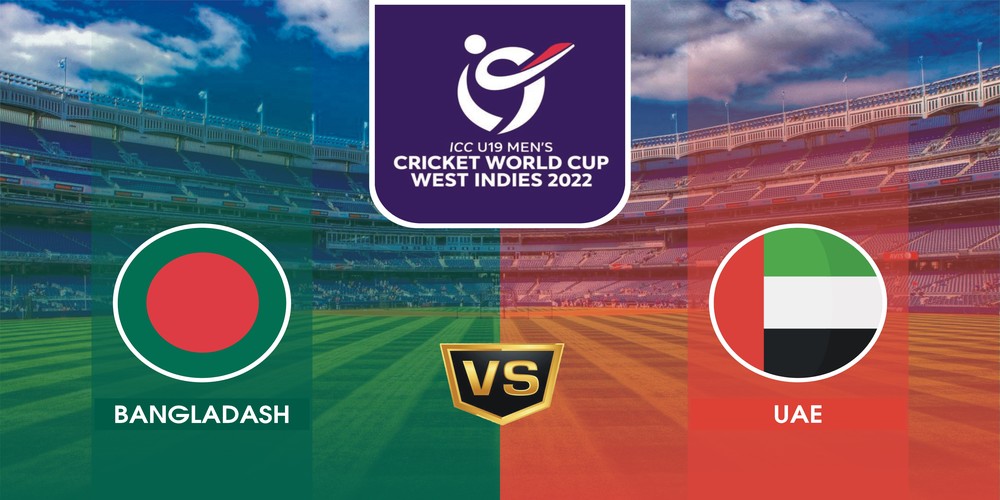 ICC U19 MEN'S
CRICKET WORLD CUP
WEST INDIES 2022
VS
BANGLADASH
UAE